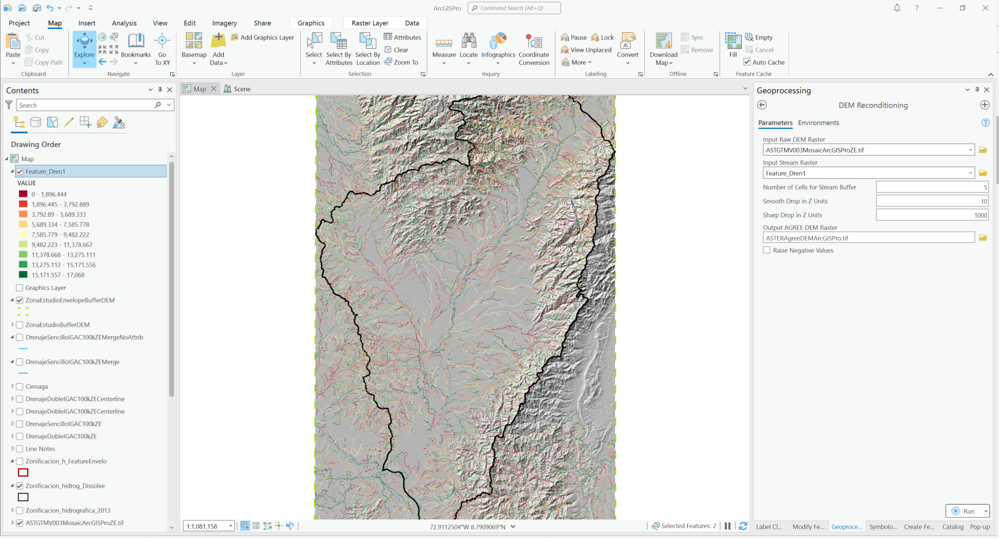 ArcGISPro
Command Search (Alt+Q)
Project Map Insert Analysis View Edit Imagery Share Graphics Raster Layer Data
Paste
Cut
Copy
Copy Path
Clipboard
Explore
Bookmarks
Go
To XY
Navigate
Basemap
Add
Data
Add Graphics Layer
Layer
Select
Select By
Attributes
Select By
Location
Attributes
Clear
Zoom To
Selection
Measure
Locate
Infographics
Coordinate
Conversion
Inquiry
Pause
Lock
View Unplaced
More
Convert
Labeling
Download
Map
Sync
Remove
Offline
Fill
Empty
Cancel
Auto Cache
Feature Cache
Contents
Search
Drawing Order
Map
Feature_Dren1
VALUE
0 - 1,896.444
1,896.445 - 3,792.889
3,792.89 - 5,689.333
5,689.334 - 7,585.778
7,585.779 - 9,482.222
9,482.223 - 11,378.667
11,378.668 - 13,275.111
13,275.112 - 15,171.556
15,171.557 - 17,068
Graphics Layer
ZonaEstudioEnvelopeBufferDEM
ZonaEstudioBufferDEM
DrenajeSencilloIGAC100kZEMergeNoAttrib
DrenajeSencilloIGAC100kZEMerge
Cienaga
DrenajeDobleIGAC100kZECenterline
DrenajeDobleIGAC100kZECenterline
DrenajeSencilloIGAC100kZE
DrenajeDobleIGAC100kZE
Line Notes
Zonificacion_h_FeatureEnvelo
Zonificacion_hidrog_Dissolve
Zonificacion_hidrografica_2013
ASTGTMV003MosaicArcGISProZE.tif
Map
Scene
1:1,081,158
72.9112504°W 8.7909069°N
Selected Features: 2
Geoprocessing
DEM Reconditioning
Parameters Environments
Input Raw DEM Raster
ASTGTMV003MosaicArcGISProZE.tif
Input Stream Raster
Feature_Dren1
Number of Cells for Stream Buffer 5
Smooth Drop in Z Units 10
Sharp Drop in Z Units 1000
Output AGREE DEM Raster
ASTERAgreeDEMArcGISPro.tif
Raise Negative Values
Run
Label Cl... Modify Fe... Geoproce... Symbolo... Create Fe... Catalog Pop-up